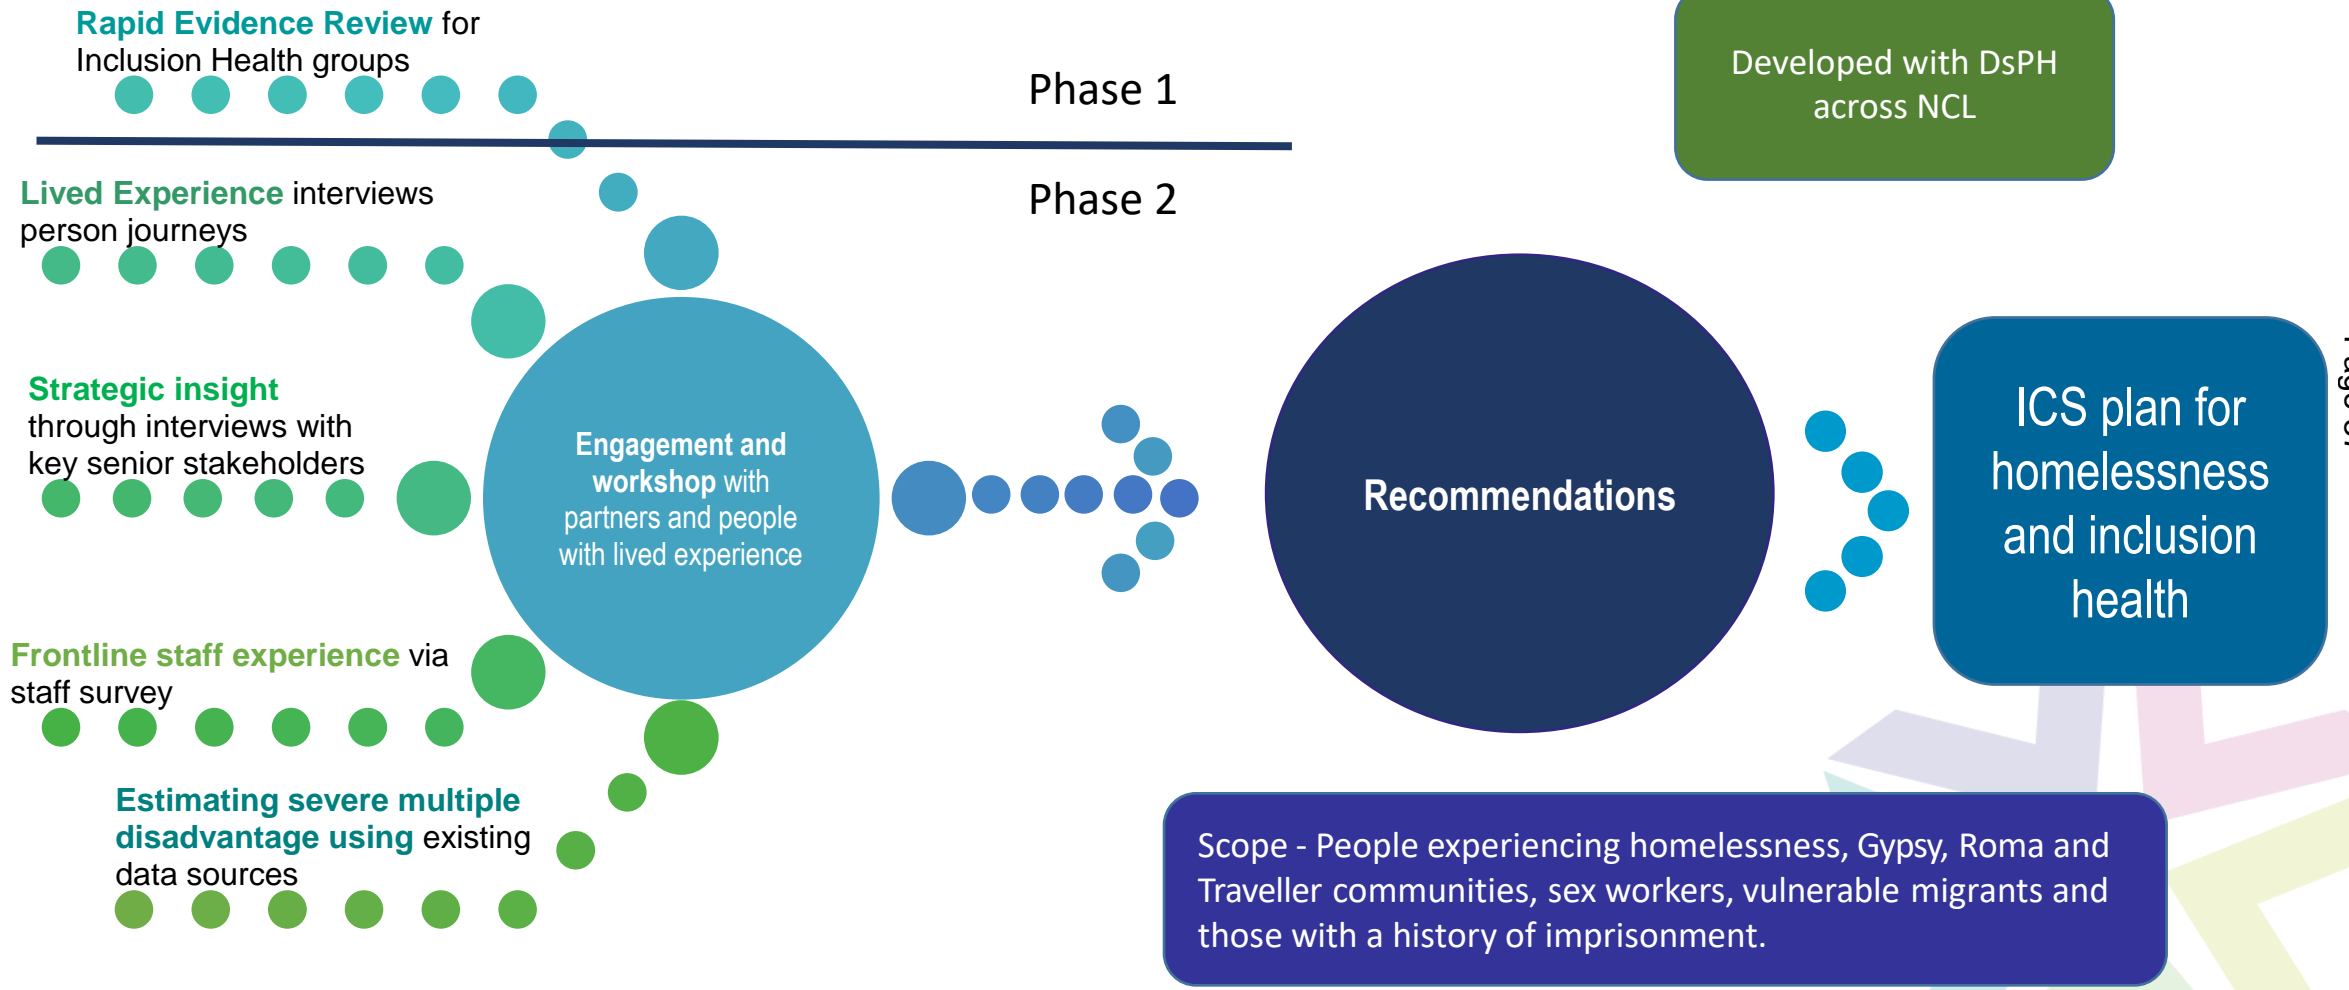 Rapid Evidence Review for
Inclusion Health groups
Phase 1
Developed with DsPH
across NCL
Phase 2
Lived Experience interviews
person journeys
Strategic insight
through interviews with
key senior stakeholders
Engagement and
workshop with
partners and people
with lived experience
Recommendations
ICS plan for
homelessness
and inclusion
health
Frontline staff experience via
staff survey
Estimating severe multiple
disadvantage using existing
data sources
Scope - People experiencing homelessness, Gypsy, Roma and
Traveller communities, sex workers, vulnerable migrants and
those with a history of imprisonment.